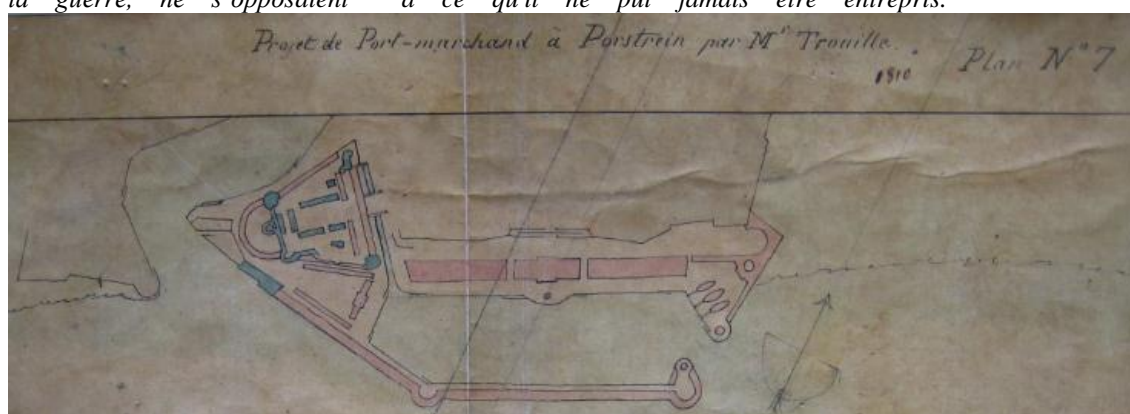 la guerre, ne s'opposaient à ce qu'il ne put jamais être entrepris.
Projet de Port-marchand à Porstrein par Mr Trouille.
1810
Plan N° 7